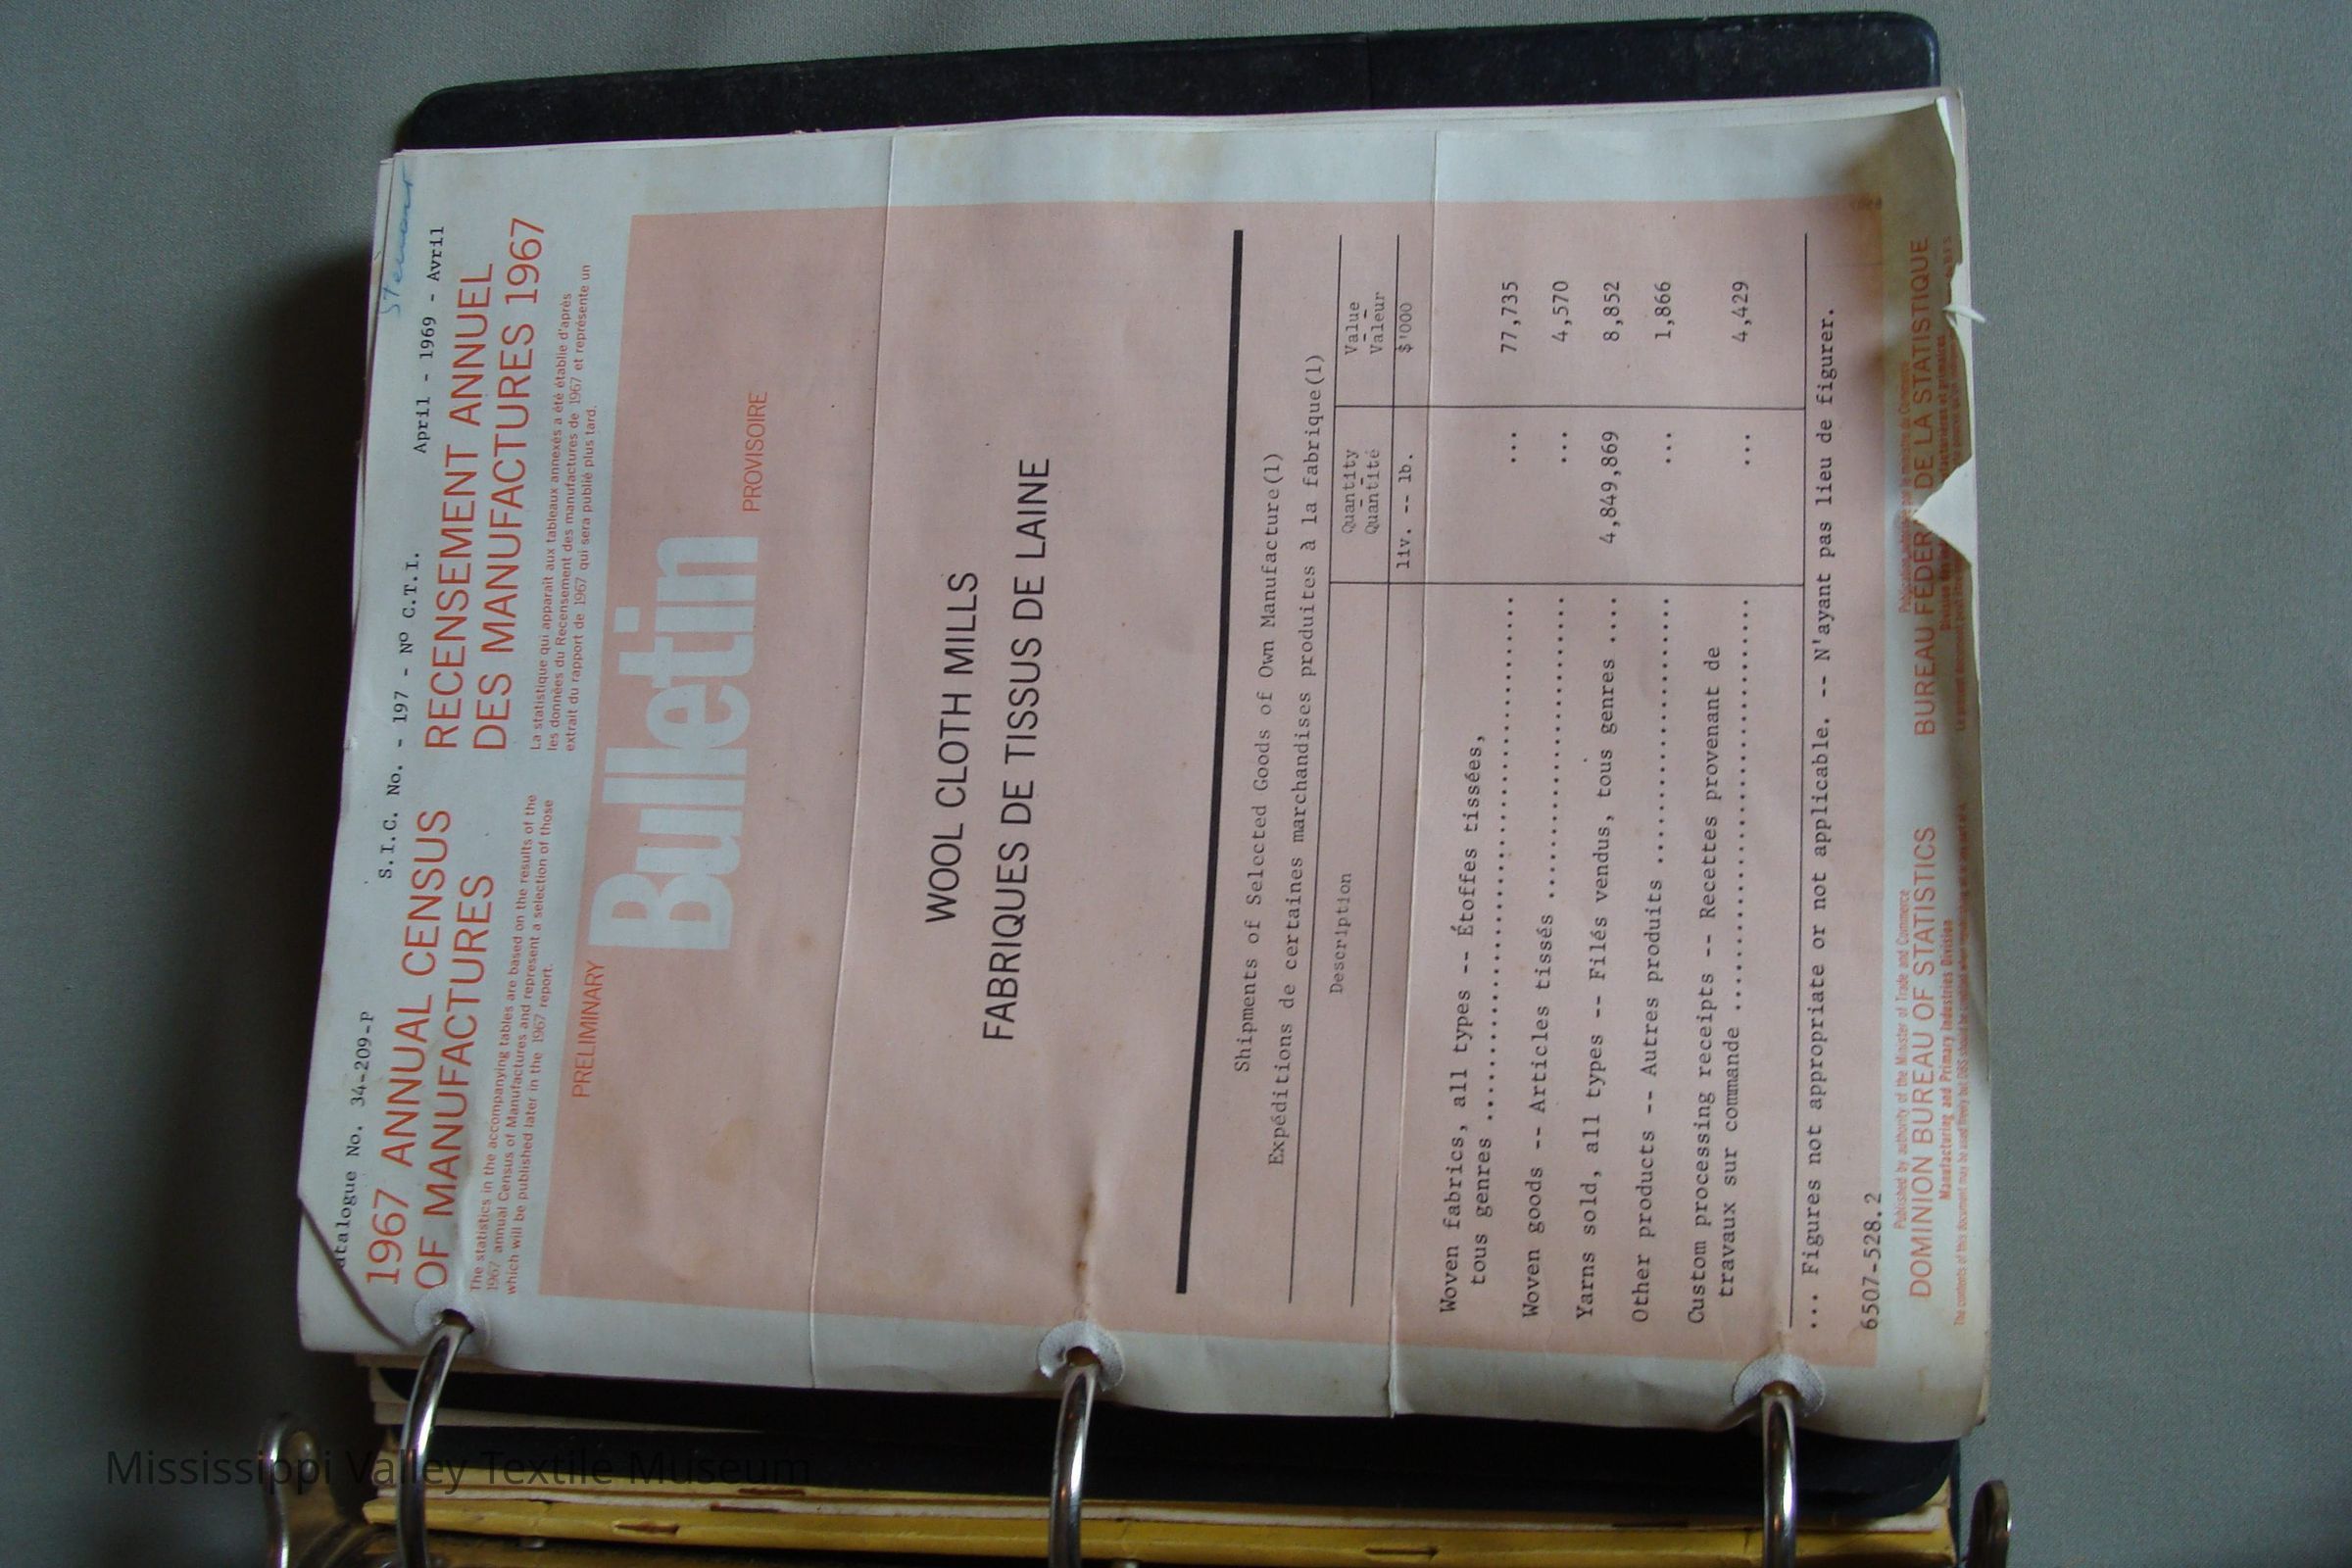 Stewart
Catalogue No. 34-209-P
S.I.C. No. - 197 - Nº C.T.I.
April - 1969 - Avril
1967 ANNUAL CENSUS
OF MANUFACTURES
The statistics in the accompanying tables are based on the results of the
1967 annual Census of Manufactures and represent a selection of those
which will be published later in the 1967 report.
RECENSEMENT ANNUEL
DES MANUFACTURES 1967
La statistique qui apparaît aux tableaux annexés a été établie d'après
les données du Recensement des manufactures de 1967 et représente un
extrait du rapport de 1967 qui sera publié plus tard.
PRELIMINARY
Bulletin
PROVISOIRE
WOOL CLOTH MILLS
FABRIQUES DE TISSUS DE LAINE
Shipments of Selected Goods of Own Manufacture(1)
Expéditions de certaines marchandises produites à la fabrique(1)
Description
Quantity
-
Quantité
Value
-
Valeur
liv. -- lb. $'000
Woven fabrics, all types -- Étoffes tissées,
tous genres .......... ... 77,735
Woven goods -- Articles tissés .......... ... 4,570
Yarns sold, all types -- Filés vendus, tous genres .... 4,849,869 8,852
Other products -- Autres produits .......... ... 1,866
Custom processing receipts -- Recettes provenant de
travaux sur commande .......... ... 4,429
... Figures not appropriate or not applicable. -- N'ayant pas lieu de figurer.
6507-528.2
Published by authority of the Minister of Trade and Commerce
DOMINION BUREAU OF STATISTICS
Manufacturing and Primary Industries Division
BUREAU FÉDÉR DE LA STATISTIQUE
Mississippi Valley Textile Museum